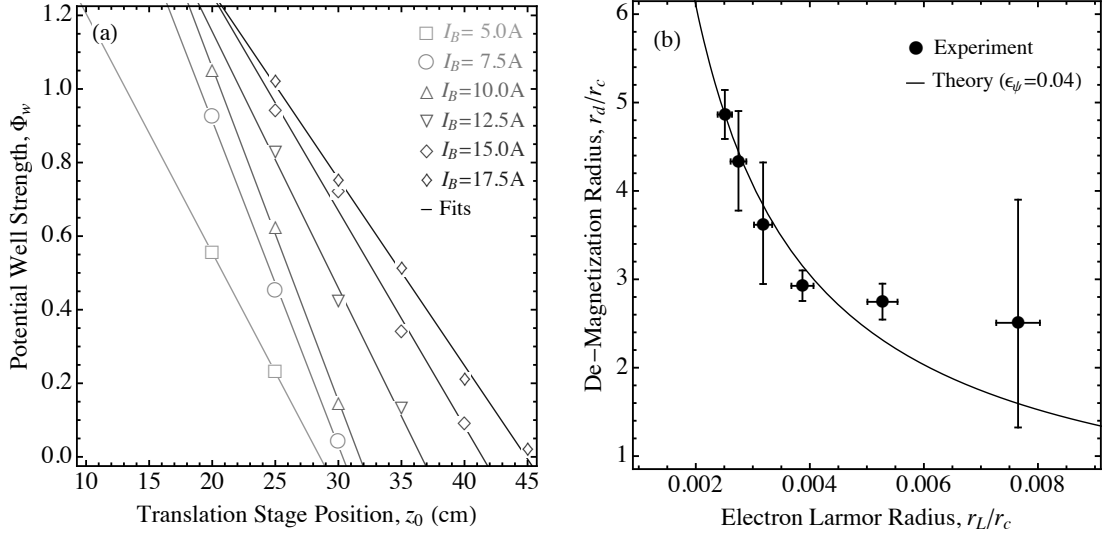 (a)
Potential Well Strength, Φ_w
1.2
1.0
0.8
0.6
0.4
0.2
0.0
10 15 20 25 30 35 40 45
Translation Stage Position, z_0 (cm)
I_B= 5.0A
I_B= 7.5A
I_B=10.0A
I_B=12.5A
I_B=15.0A
I_B=17.5A
Fits
(b)
De-Magnetization Radius, r_d/r_c
6
5
4
3
2
1
0.002 0.004 0.006 0.008
Electron Larmor Radius, r_L/r_c
Experiment
Theory (ϵ_ψ=0.04)